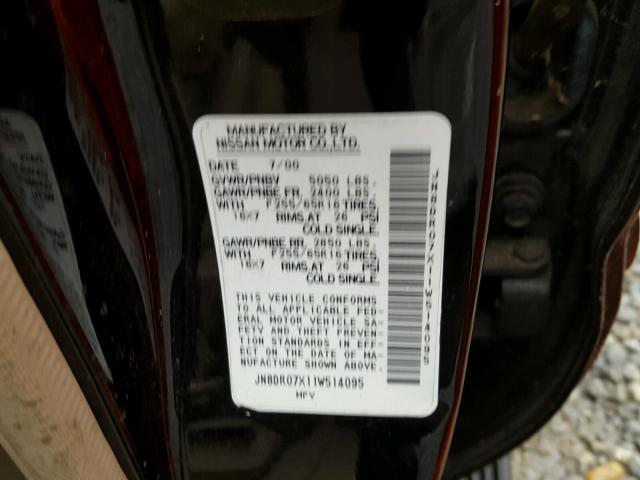 MANUFACTURED BY
NISSAN MOTOR CO.,LTD.
DATE 7/00
GVWR/PNBV 5050 LBS.
GAWR/PNBE FR 2400 LBS.
WITH P255/65R16 TIRES
16X7 RIMS AT 26 PSI
COLD SINGLE
GAWR/PNBE RR 2850 LBS.
WITH P255/65R16 TIRES
16X7 RIMS AT 26 PSI
COLD SINGLE
THIS VEHICLE CONFORMS
TO ALL APPLICABLE FED-
ERAL MOTOR VEHICLE SA-
FETY AND THEFT PREVEN-
TION STANDARDS IN EFF-
ECT ON THE DATE OF MA-
NUFACTURE SHOWN ABOVE.
JN8DR07X11W514095
MPV
JN8DR07X11W514095